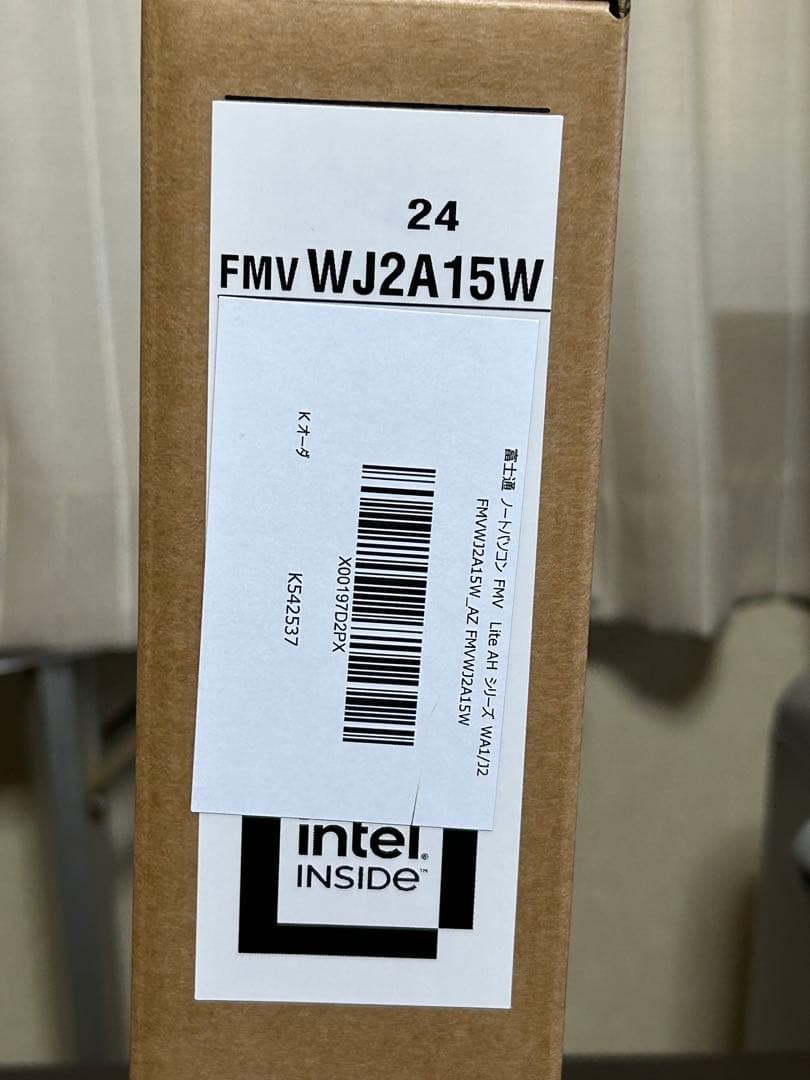 24
FMV WJ2A15W
富士通 ノートパソコン FMV Lite AH シリーズ WA1/J2
FMVWJ2A15W_AZ FMVWJ2A15W
X00197D2PX
Kオーダ
K542537
intel®
INSIDE™